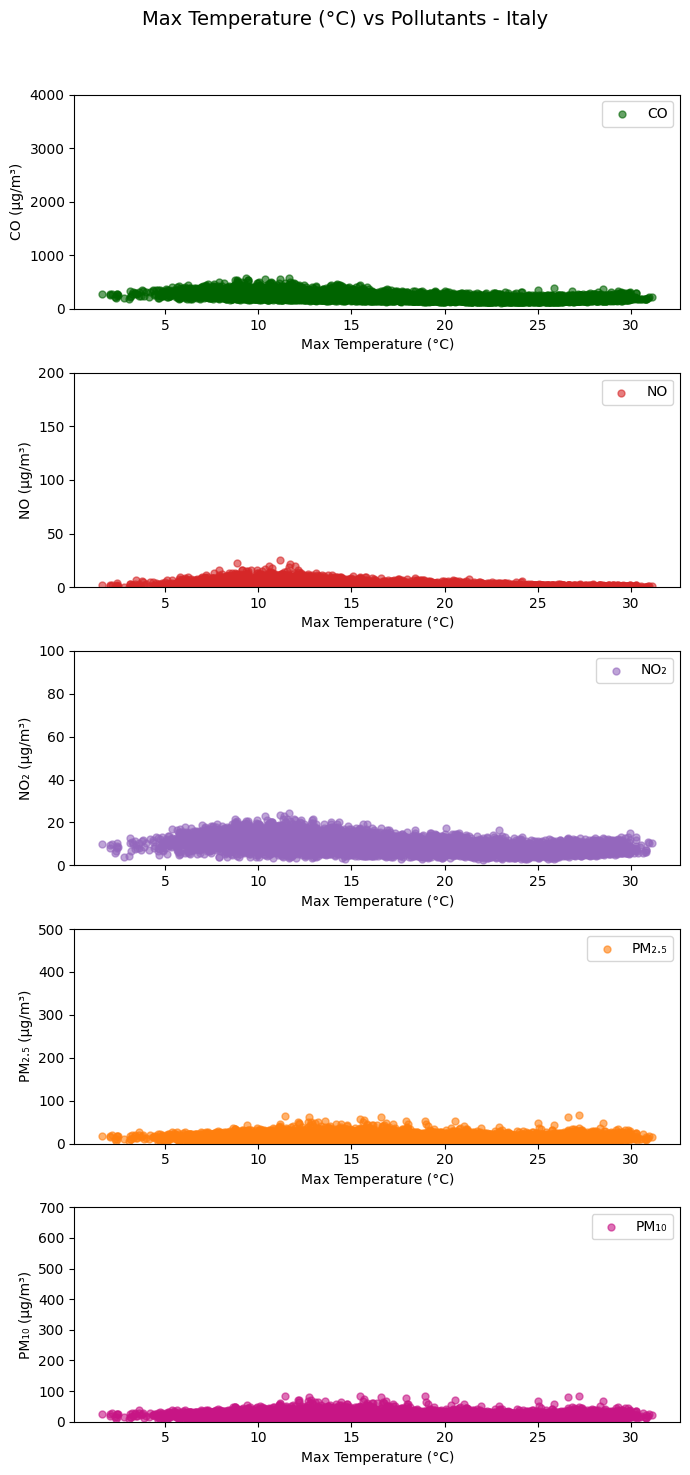 Max Temperature (°C) vs Pollutants - Italy
4000
3000
2000
1000
0
CO (µg/m³)
CO
5 10 15 20 25 30
Max Temperature (°C)
200
150
100
50
0
NO (µg/m³)
NO
5 10 15 20 25 30
Max Temperature (°C)
100
80
60
40
20
0
NO₂ (µg/m³)
NO₂
5 10 15 20 25 30
Max Temperature (°C)
500
400
300
200
100
0
PM₂.₅ (µg/m³)
PM₂.₅
5 10 15 20 25 30
Max Temperature (°C)
700
600
500
400
300
200
100
0
PM₁₀ (µg/m³)
PM₁₀
5 10 15 20 25 30
Max Temperature (°C)